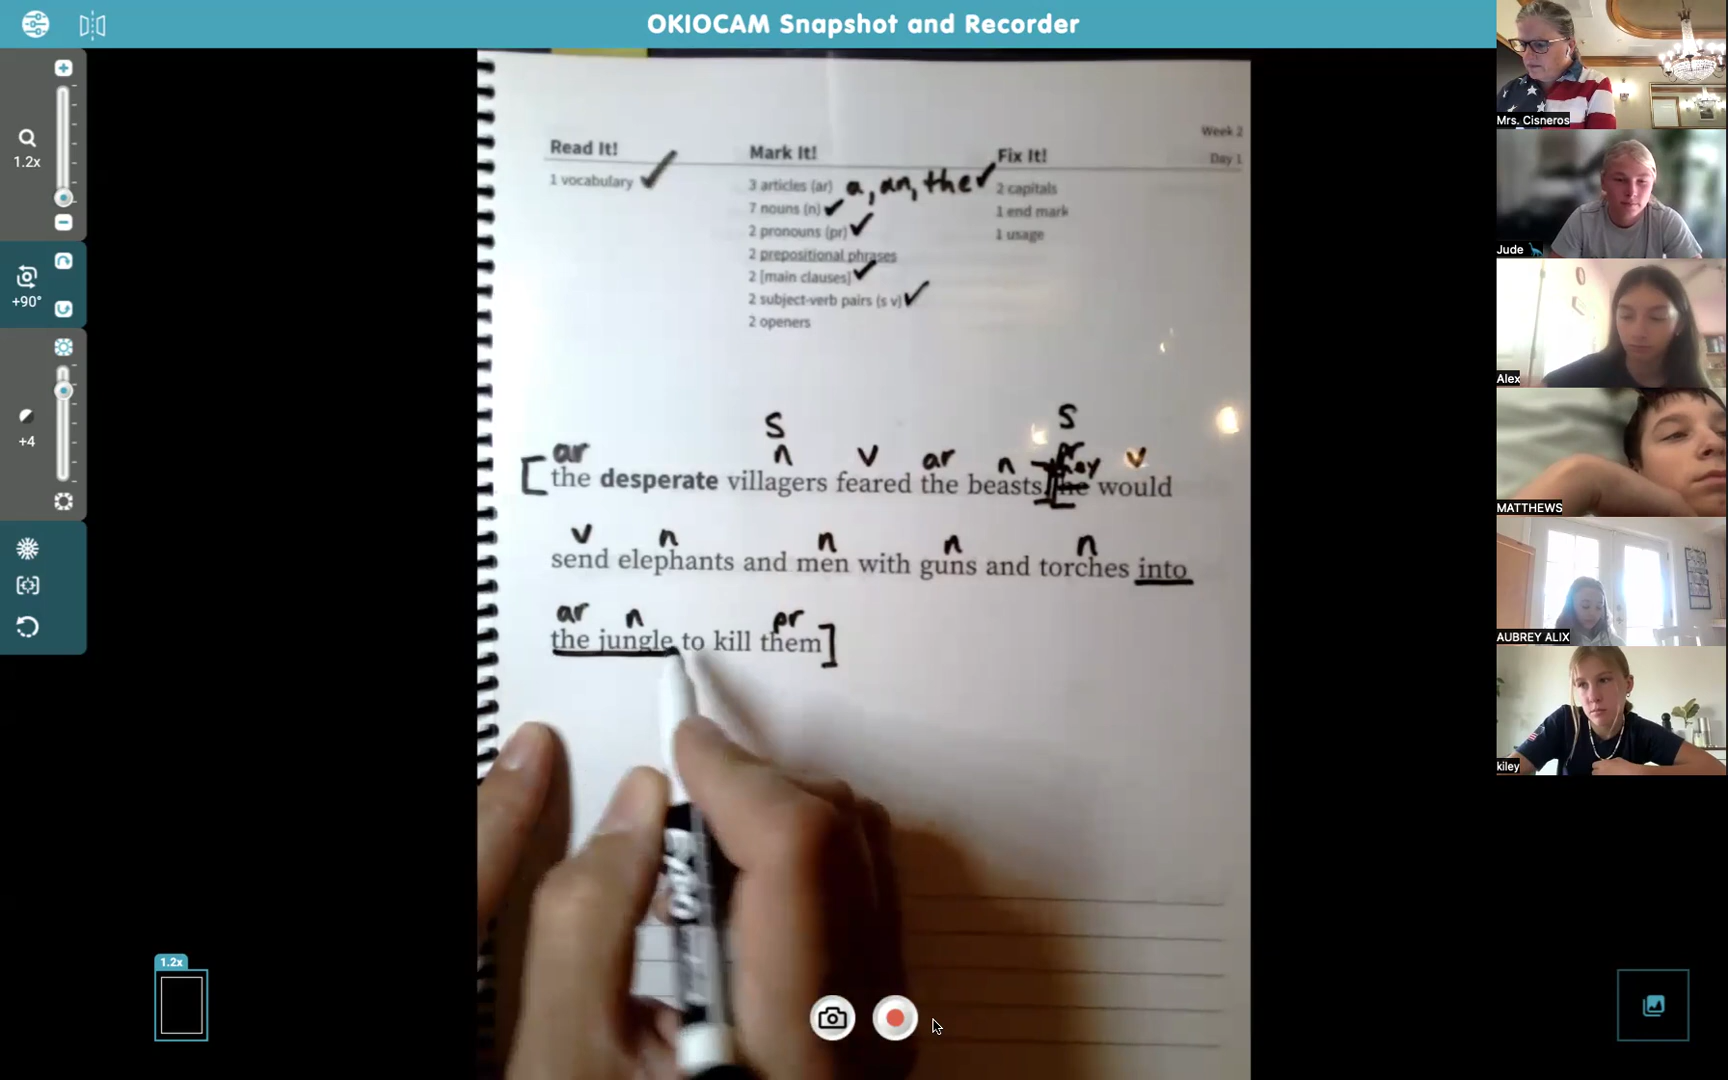 OKIOCAM Snapshot and Recorder
1.2x
+90°
+4
1.2x
Week 2
Day 1
Read It!
1 vocabulary ✓
Mark It!
3 articles (ar) a, an, the ✓
7 nouns (n) ✓
2 pronouns (pr) ✓
2 prepositional phrases
2 [main clauses] ✓
2 subject-verb pairs (s v) ✓
2 openers
Fix It!
2 capitals
1 end mark
1 usage
S S
ar n v ar n pr they v
[the desperate villagers feared the beasts] [he would
v n n n n
send elephants and men with guns and torches into
ar n pr
the jungle to kill them]
EXPO
Mrs. Cisneros
Jude
Alex
MATTHEWS
AUBREY ALIX
kiley